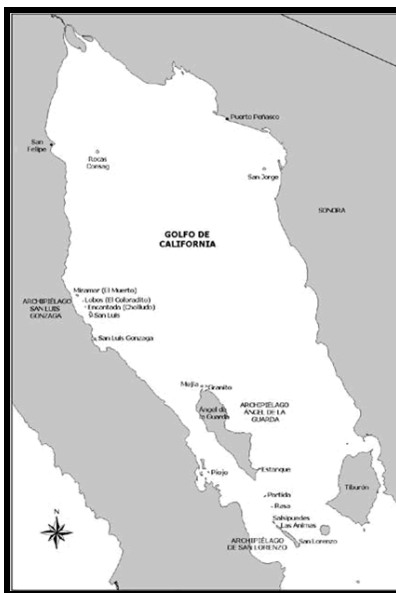 Puerto Peñasco
San
Felipe
Rocas
Consag
San Jorge
SONORA
GOLFO DE
CALIFORNIA
Miramar (El Muerto)
Lobos (El Coloradito)
Encantada (Cholludo)
San Luis
ARCHIPIÉLAGO
SAN LUIS
GONZAGA
San Luis Gonzaga
Mejía
Granito
Ángel de
la Guarda
ARCHIPIÉLAGO
ÁNGEL DE LA
GUARDA
Estanque
Piojo
Partida
Rasa
Tiburón
Salsipuedes
Las Ánimas
San Lorenzo
ARCHIPIÉLAGO
DE SAN LORENZO
N